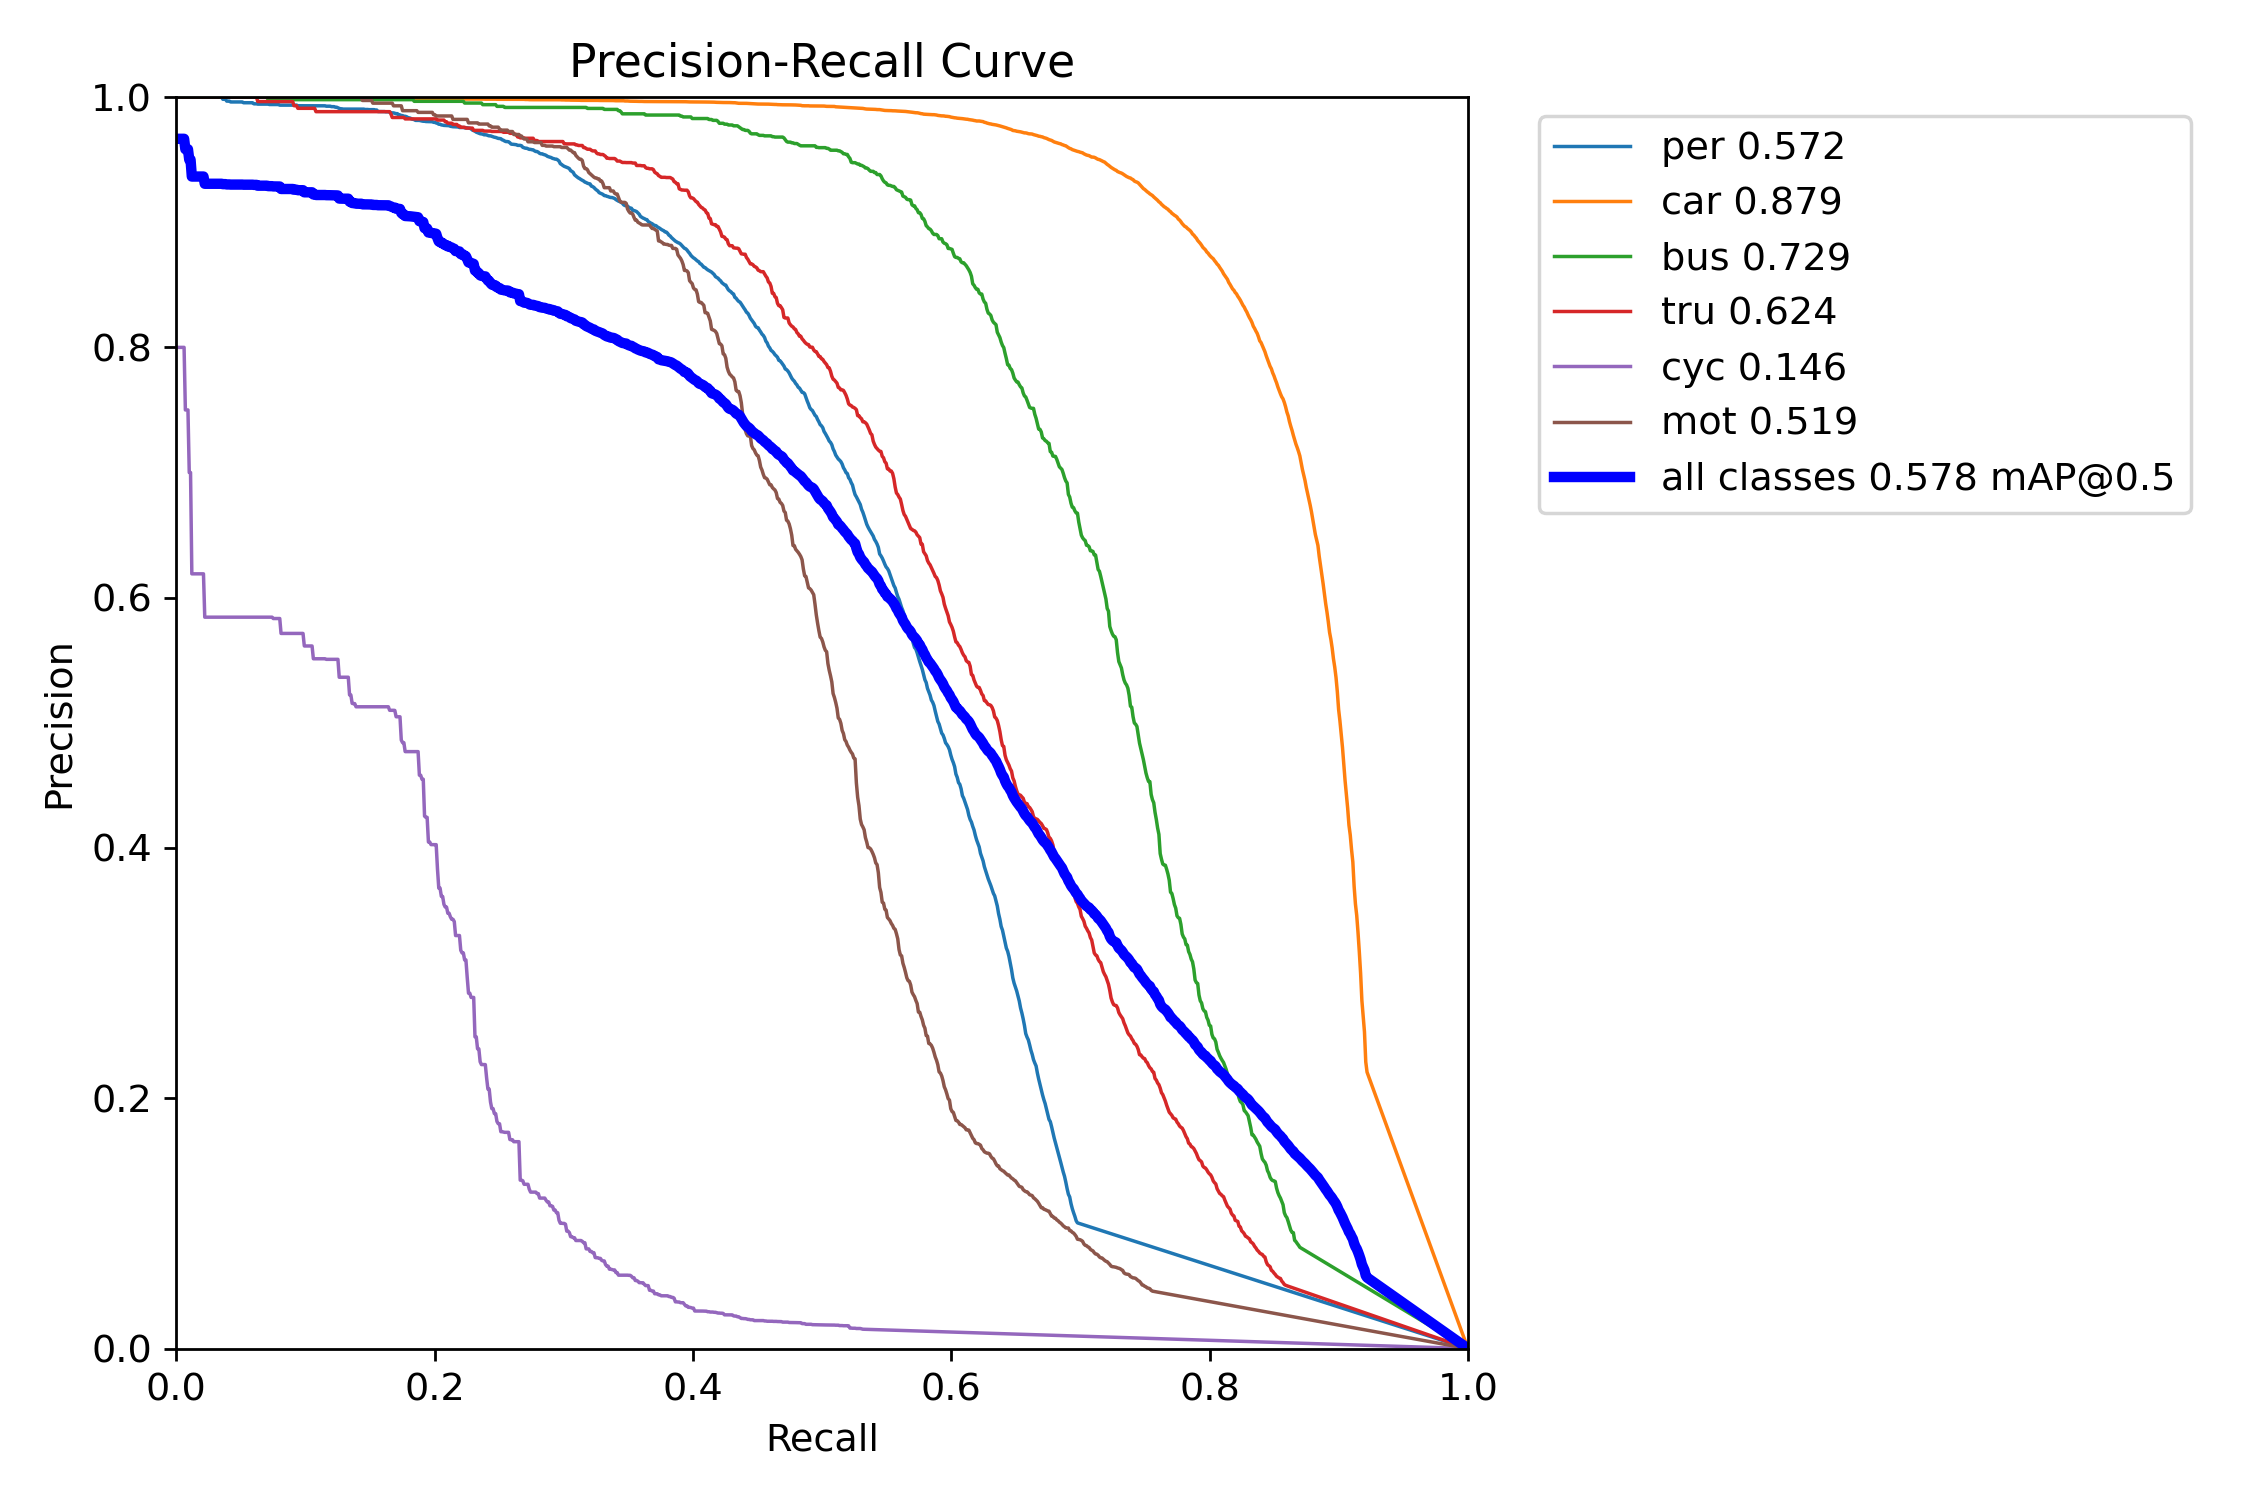 Precision-Recall Curve
1.0
0.8
0.6
0.4
0.2
0.0
Precision
0.0 0.2 0.4 0.6 0.8 1.0
Recall
per 0.572
car 0.879
bus 0.729
tru 0.624
cyc 0.146
mot 0.519
all classes 0.578 mAP@0.5